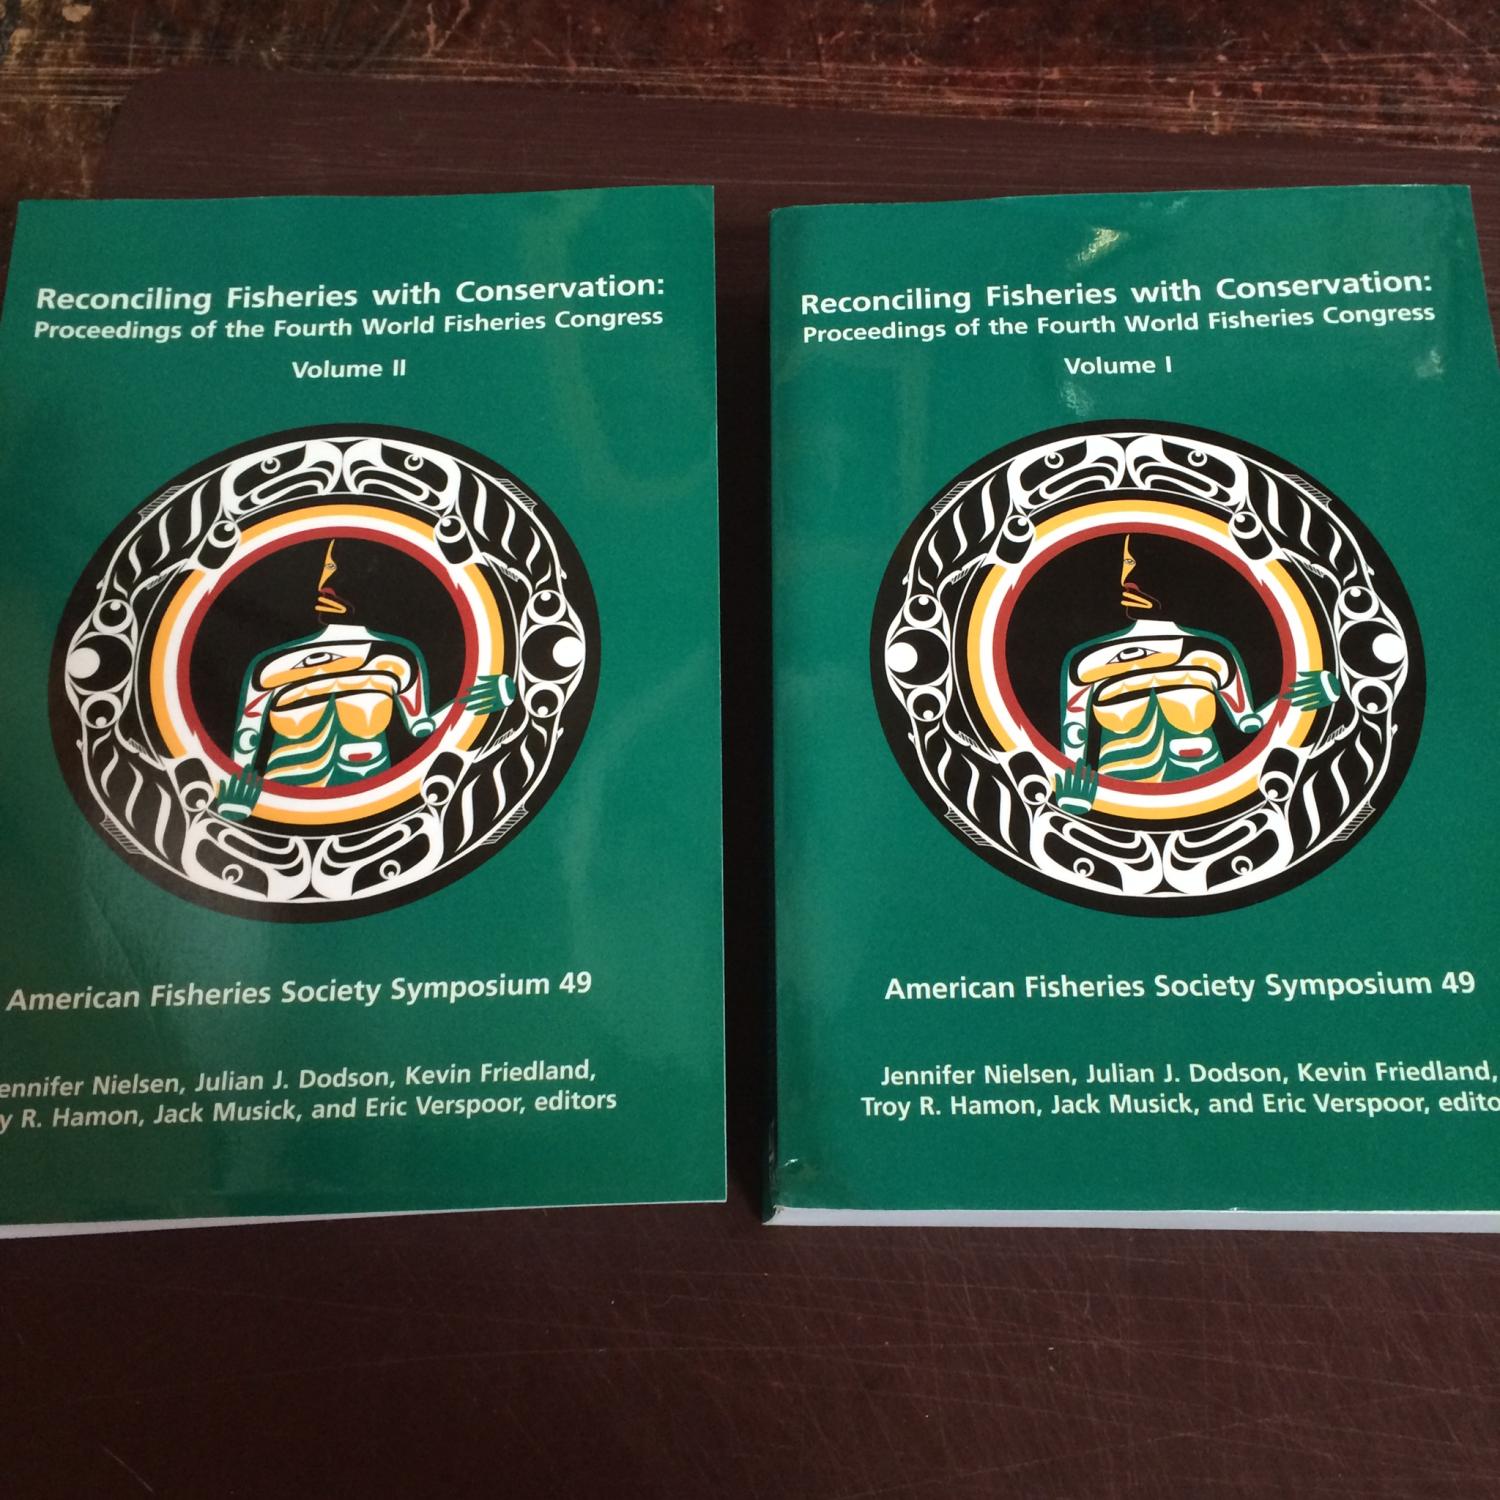 Reconciling Fisheries with Conservation:
Proceedings of the Fourth World Fisheries Congress
Volume II
American Fisheries Society Symposium 49
ennifer Nielsen, Julian J. Dodson, Kevin Friedland,
y R. Hamon, Jack Musick, and Eric Verspoor, editors
Reconciling Fisheries with Conservation:
Proceedings of the Fourth World Fisheries Congress
Volume I
American Fisheries Society Symposium 49
Jennifer Nielsen, Julian J. Dodson, Kevin Friedland,
Troy R. Hamon, Jack Musick, and Eric Verspoor, edito